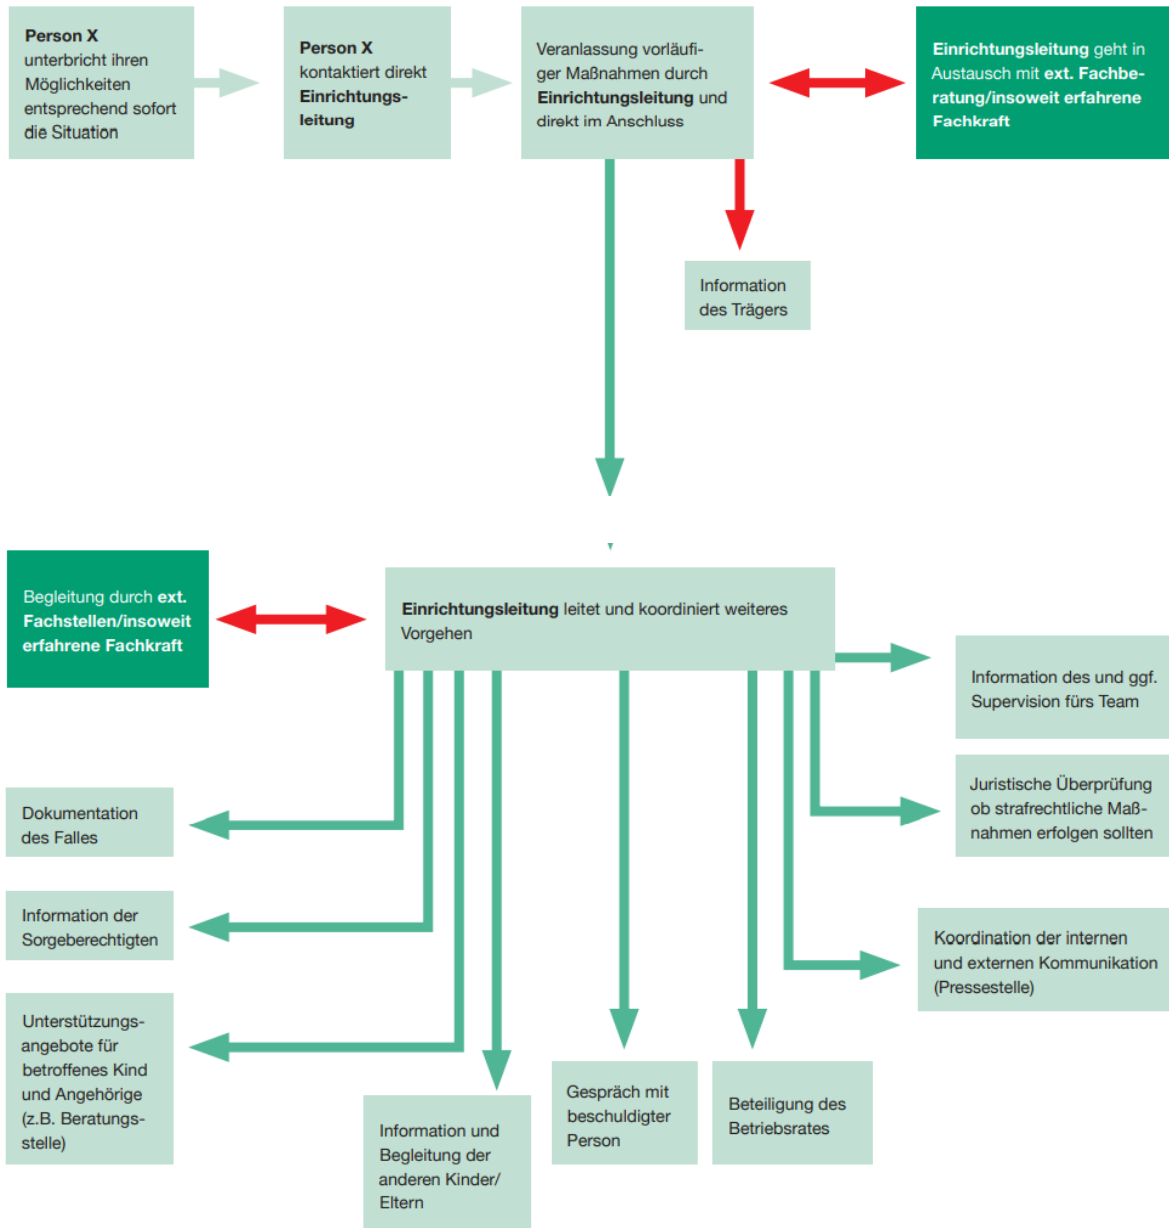 Person X
unterbricht ihren
Möglichkeiten
entsprechend sofort
die Situation
Person X
kontaktiert direkt
Einrichtungs-
leitung
Veranlassung vorläufi-
ger Maßnahmen durch
Einrichtungsleitung und
direkt im Anschluss
Einrichtungsleitung geht in
Austausch mit ext. Fachbe-
ratung/insoweit erfahrene
Fachkraft
Information
des Trägers
Begleitung durch ext.
Fachstellen/insoweit
erfahrene Fachkraft
Einrichtungsleitung leitet und koordiniert weiteres
Vorgehen
Information des und ggf.
Supervision fürs Team
Juristische Überprüfung
ob strafrechtliche Maß-
nahmen erfolgen sollten
Dokumentation
des Falles
Information der
Sorgeberechtigten
Koordination der internen
und externen Kommunikation
(Pressestelle)
Unterstützungs-
angebote für
betroffenes Kind
und Angehörige
(z.B. Beratungs-
stelle)
Information und
Begleitung der
anderen Kinder/
Eltern
Gespräch mit
beschuldigter
Person
Beteiligung des
Betriebsrates